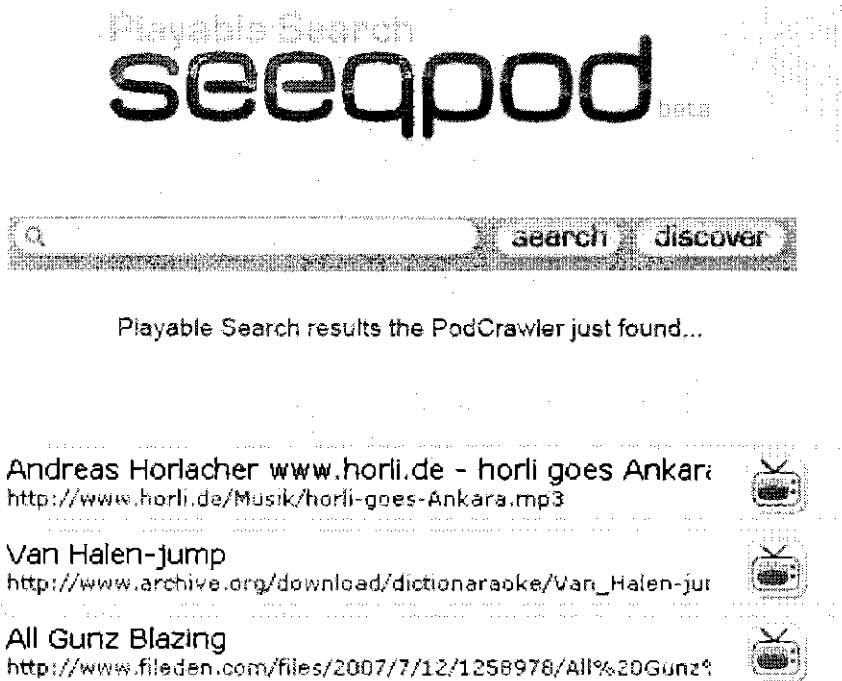 Playable Search
seeqpod
beta
search discover
Playable Search results the PodCrawler just found...
Andreas Horlacher www.horli.de - horli goes Ankara
http://www.horli.de/Musik/horli-goes-Ankara.mp3
Van Halen-jump
http://www.archive.org/download/dictionaraoke/Van_Halen-jur
All Gunz Blazing
http://www.fileden.com/files/2007/7/12/1258978/All%20Gunz%